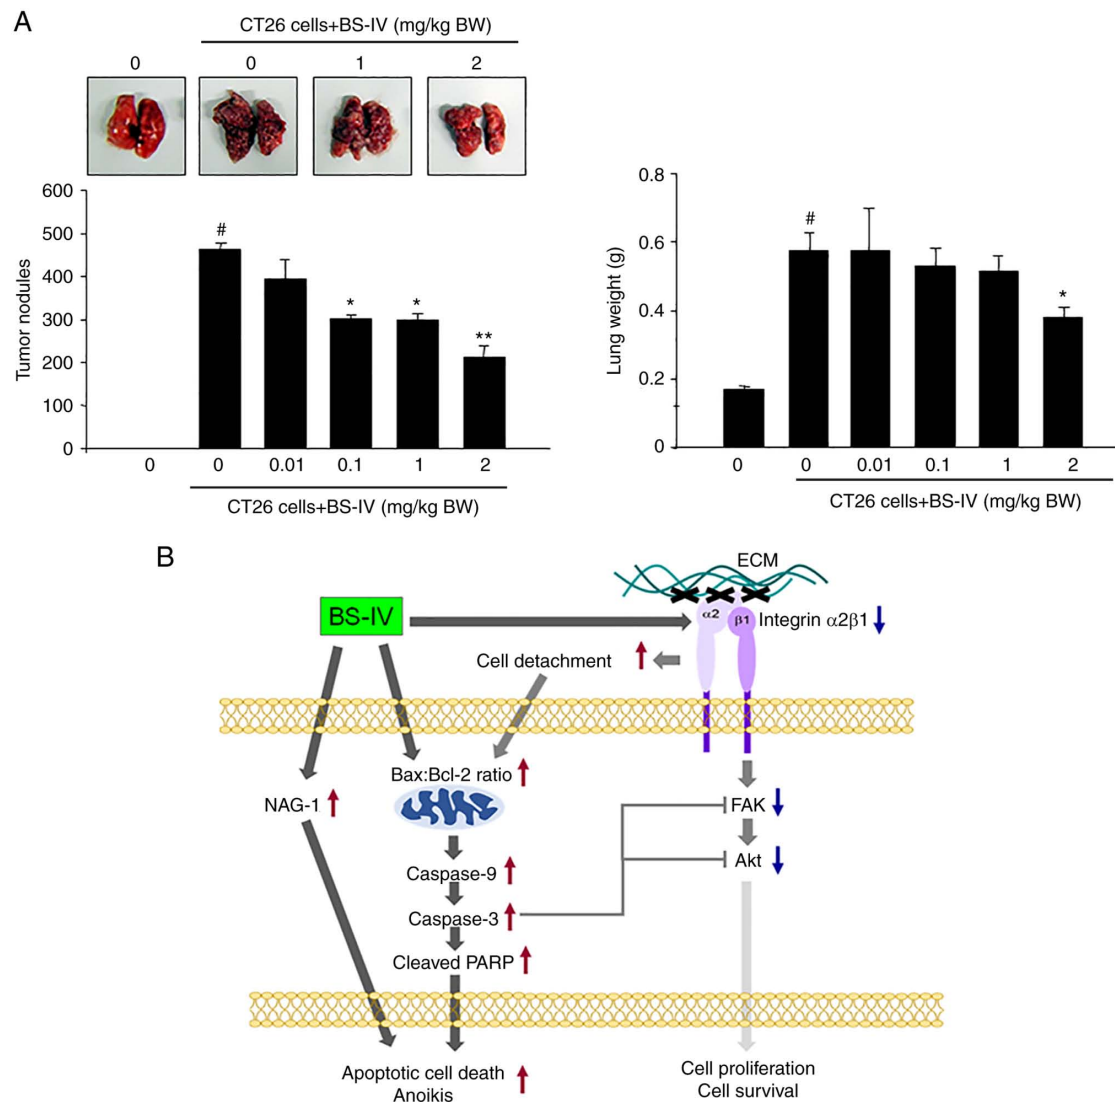 A
CT26 cells+BS-IV (mg/kg BW)
0 0 1 2
Tumor nodules
600
500
400
300
200
100
0
#
*
*
**
0 0 0.01 0.1 1 2
CT26 cells+BS-IV (mg/kg BW)
Lung weight (g)
0.8
0.6
0.4
0.2
0
#
*
0 0 0.01 0.1 1 2
CT26 cells+BS-IV (mg/kg BW)
B
ECM
BS-IV
α2
β1
Integrin α2β1
Cell detachment
Bax:Bcl-2 ratio
NAG-1
FAK
Akt
Caspase-9
Caspase-3
Cleaved PARP
Apoptotic cell death
Anoikis
Cell proliferation
Cell survival